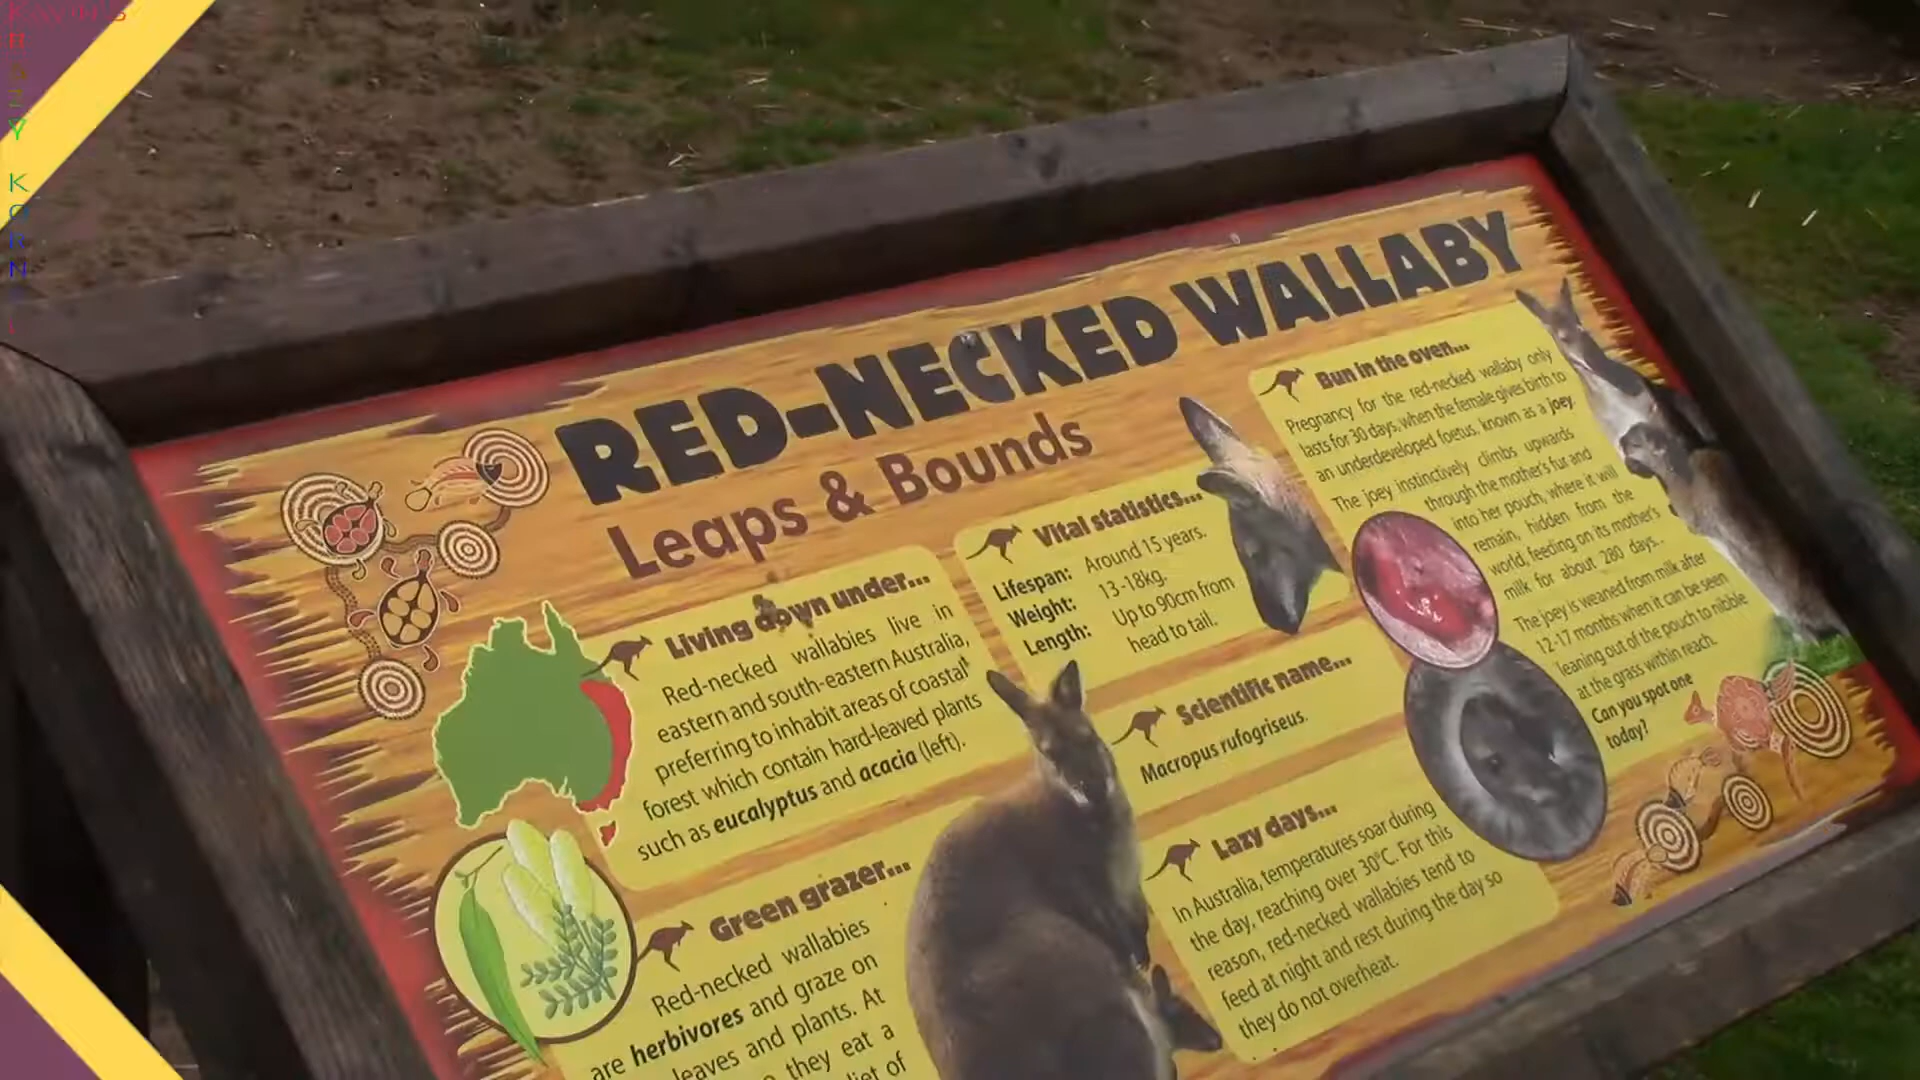 RED-NECKED WALLABY
Leaps & Bounds
Living down under...
Red-necked wallabies live in
eastern and south-eastern Australia,
preferring to inhabit areas of coastal
forest which contain hard-leaved plants
such as eucalyptus and acacia (left).
Green grazer...
Red-necked wallabies
are herbivores and graze on
leaves and plants. At
they eat a
diet of
Vital statistics...
Lifespan: Around 15 years.
Weight: 13-18kg.
Length: Up to 90cm from
head to tail.
Scientific name...
Macropus rufogriseus.
Lazy days...
In Australia, temperatures soar during
the day, reaching over 30°C. For this
reason, red-necked wallabies tend to
feed at night and rest during the day so
they do not overheat.
Bun in the oven...
Pregnancy for the red-necked wallaby only
lasts for 30 days, when the female gives birth to
an underdeveloped foetus, known as a joey.
The joey instinctively climbs upwards
through the mother's fur and
into her pouch, where it will
remain, hidden from the
world, feeding on its mother's
milk for about 280 days..
The joey is weaned from milk after
12-17 months when it can be seen
leaning out of the pouch to nibble
at the grass within reach.
Can you spot one
today?